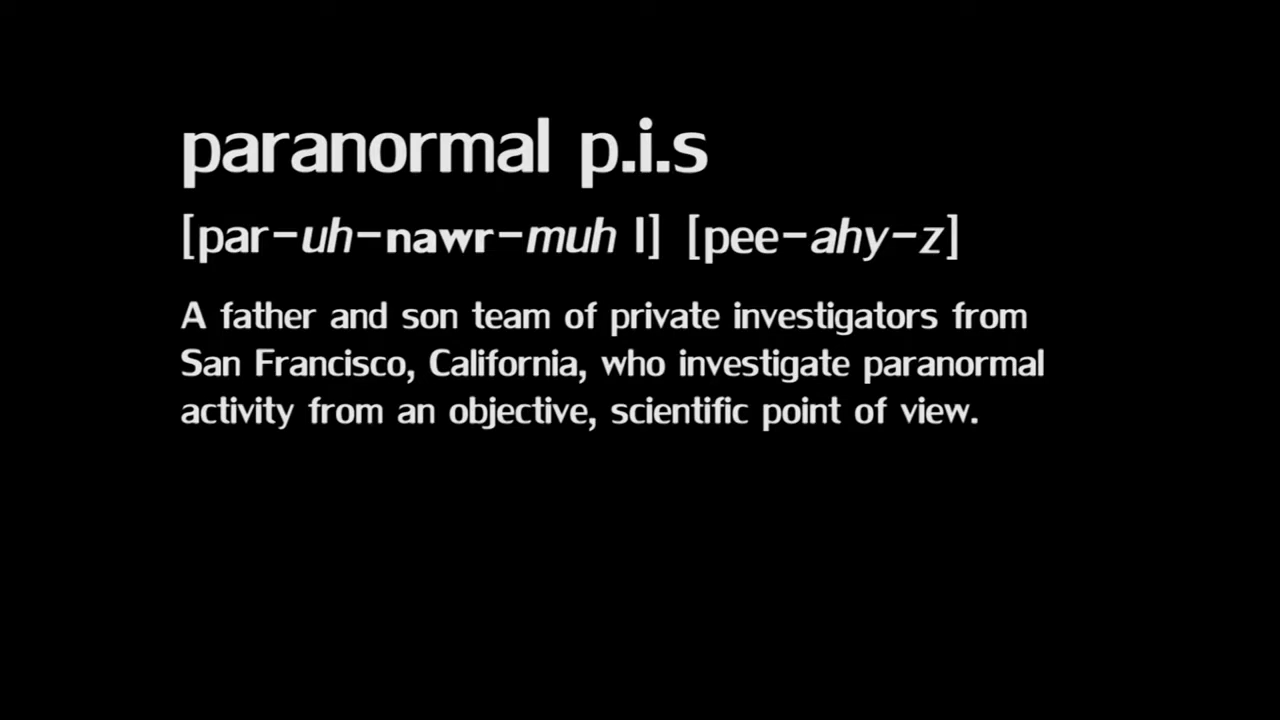 paranormal p.i.s
[par-uh-nawr-muh l] [pee-ahy-z]
A father and son team of private investigators from
San Francisco, California, who investigate paranormal
activity from an objective, scientific point of view.